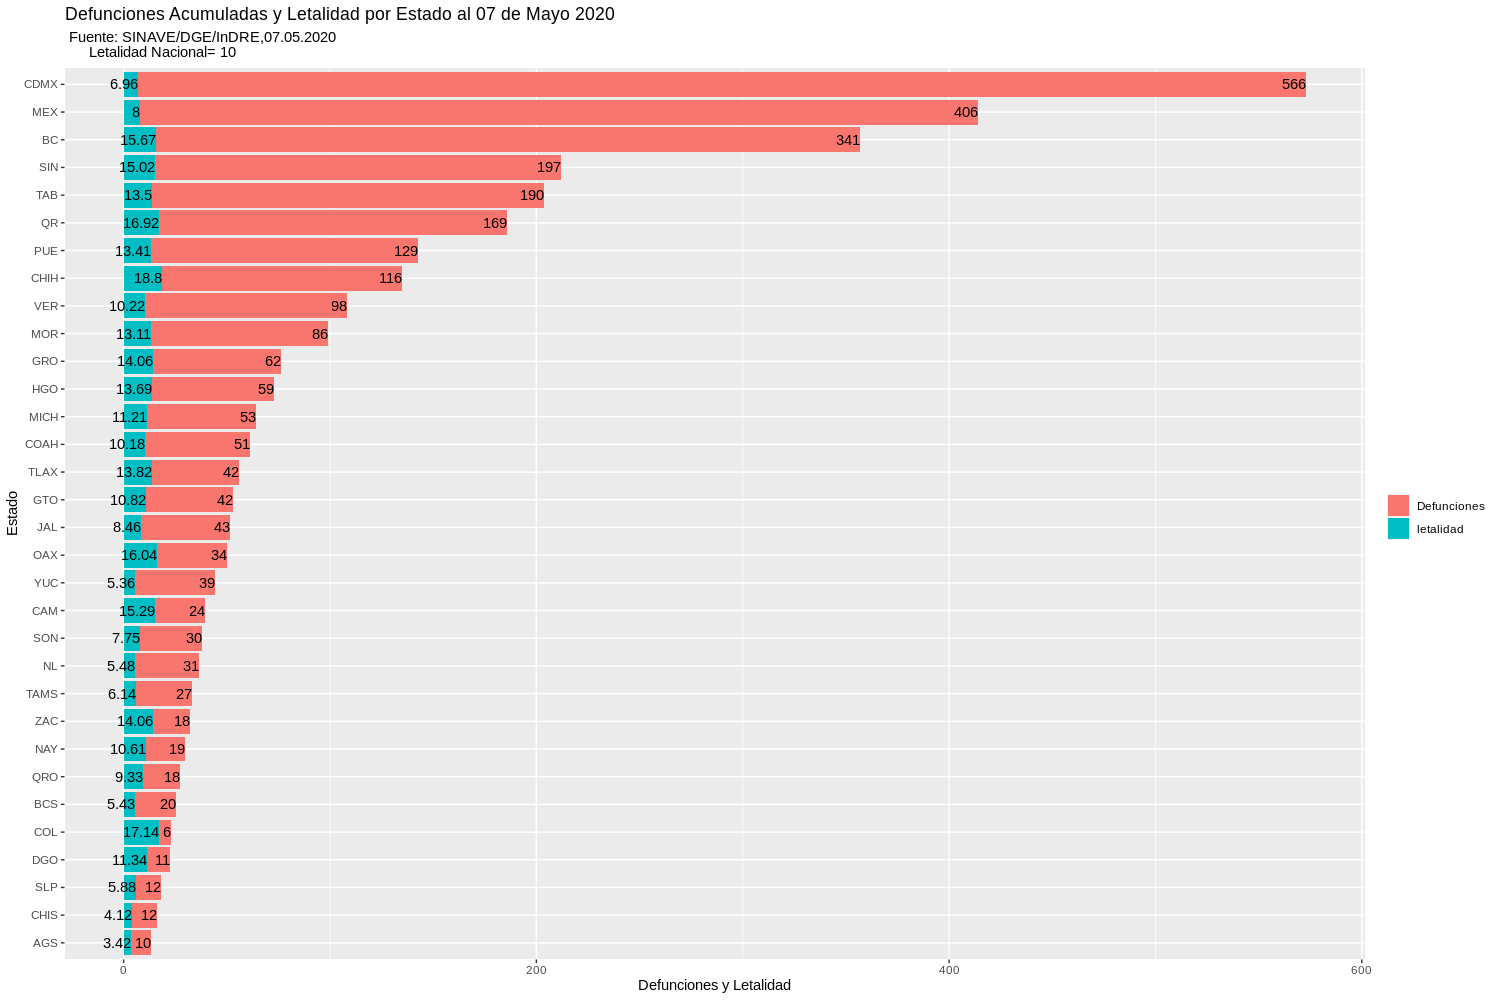 Defunciones Acumuladas y Letalidad por Estado al 07 de Mayo 2020
Fuente: SINAVE/DGE/InDRE,07.05.2020
Letalidad Nacional= 10
CDMX 6.96 566
MEX 8 406
BC 15.67 341
SIN 15.02 197
TAB 13.5 190
QR 16.92 169
PUE 13.41 129
CHIH 18.8 116
VER 10.22 98
MOR 13.11 86
GRO 14.06 62
HGO 13.69 59
MICH 11.21 53
COAH 10.18 51
TLAX 13.82 42
GTO 10.82 42
JAL 8.46 43
OAX 16.04 34
YUC 5.36 39
CAM 15.29 24
SON 7.75 30
NL 5.48 31
TAMS 6.14 27
ZAC 14.06 18
NAY 10.61 19
QRO 9.33 18
BCS 5.43 20
COL 17.14 6
DGO 11.34 11
SLP 5.88 12
CHIS 4.12 12
AGS 3.42 10
0 200 400 600
Defunciones y Letalidad
Estado
Defunciones
letalidad